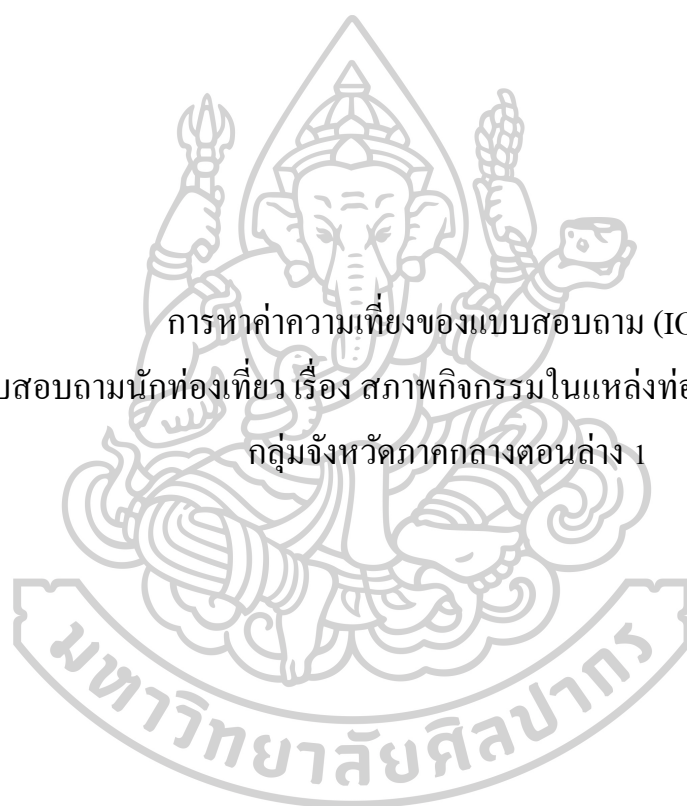 การหาค่าความเที่ยงของแบบสอบถาม (IO
บสอบถามนักท่องเที่ยว เรื่อง สภาพกิจกรรมในแหล่งท่อ
กลุ่มจังหวัดภาคกลางตอนล่าง 1
มหาวิทยาลัยศิลปากร